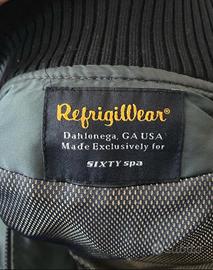 RefrigiWear®
Dahlonega, GA USA
Made Exclusively for
SIXTY spa